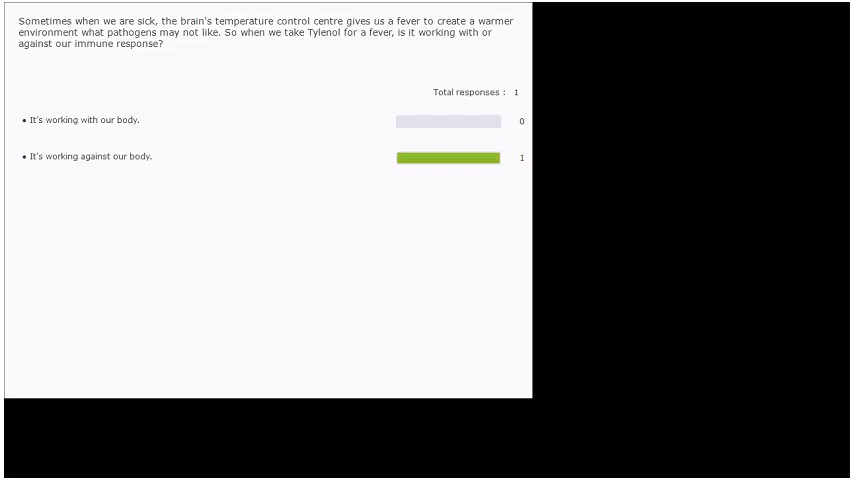 Sometimes when we are sick, the brain's temperature control centre gives us a fever to create a warmer
environment what pathogens may not like. So when we take Tylenol for a fever, is it working with or
against our immune response?
Total responses : 1
• It's working with our body. 0
• It's working against our body. 1